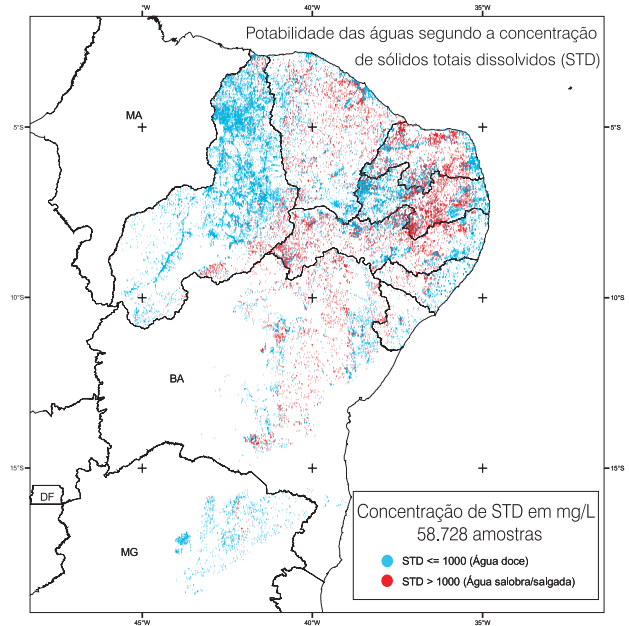 45°W 40°W 35°W
Potabilidade das águas segundo a concentração
de sólidos totais dissolvidos (STD)
MA
5°S 5°S
10°S 10°S
BA
15°S 15°S
DF
MG
Concentração de STD em mg/L
58.728 amostras
STD <= 1000 (Água doce)
STD > 1000 (Água salobra/salgada)
45°W 40°W 35°W